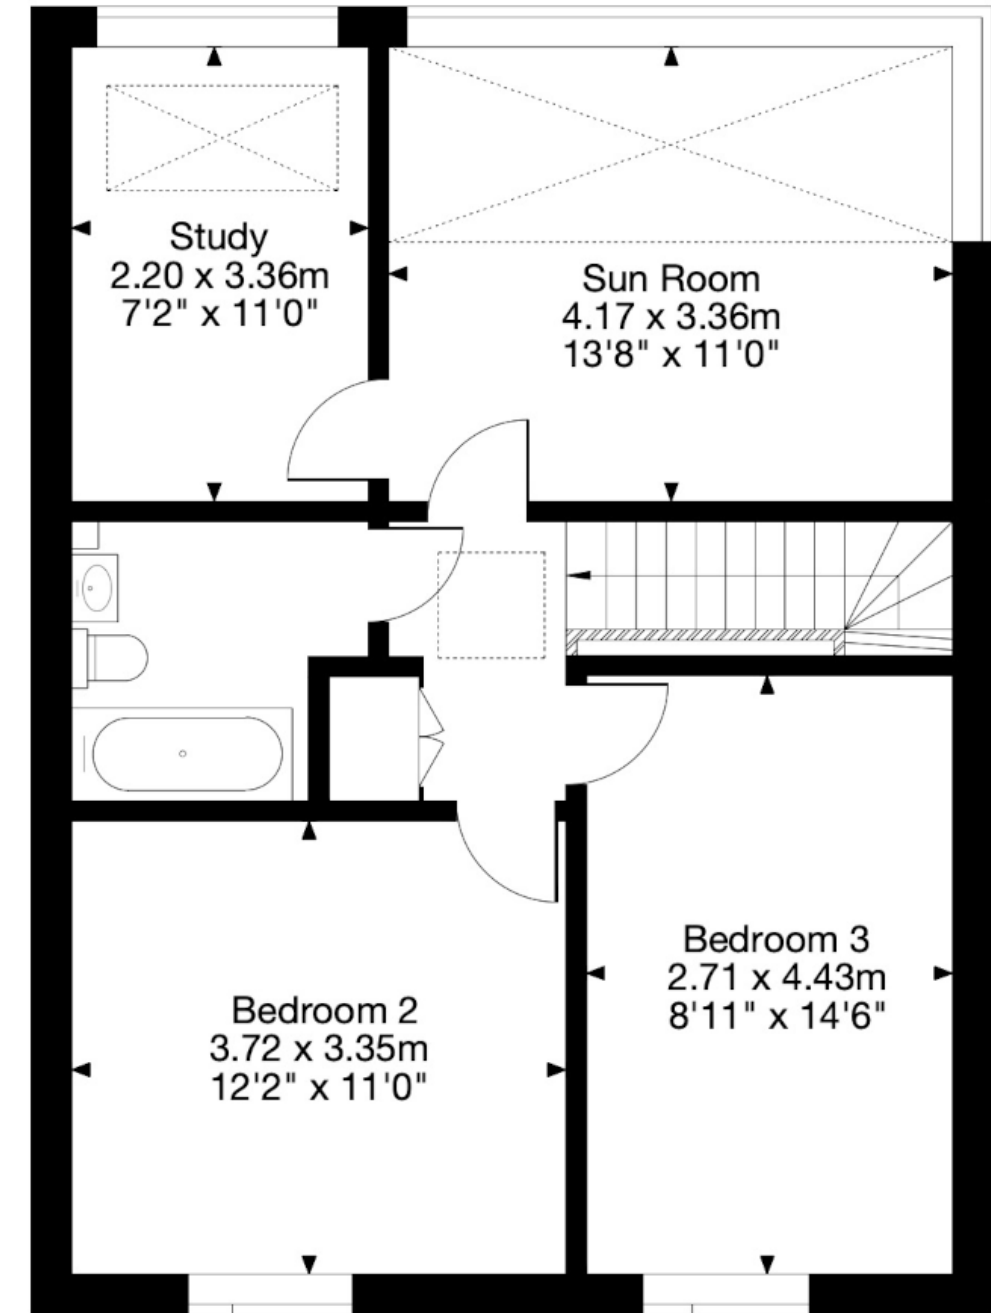 Study
2.20 x 3.36m
7'2" x 11'0"
Sun Room
4.17 x 3.36m
13'8" x 11'0"
Bedroom 3
2.71 x 4.43m
8'11" x 14'6"
Bedroom 2
3.72 x 3.35m
12'2" x 11'0"